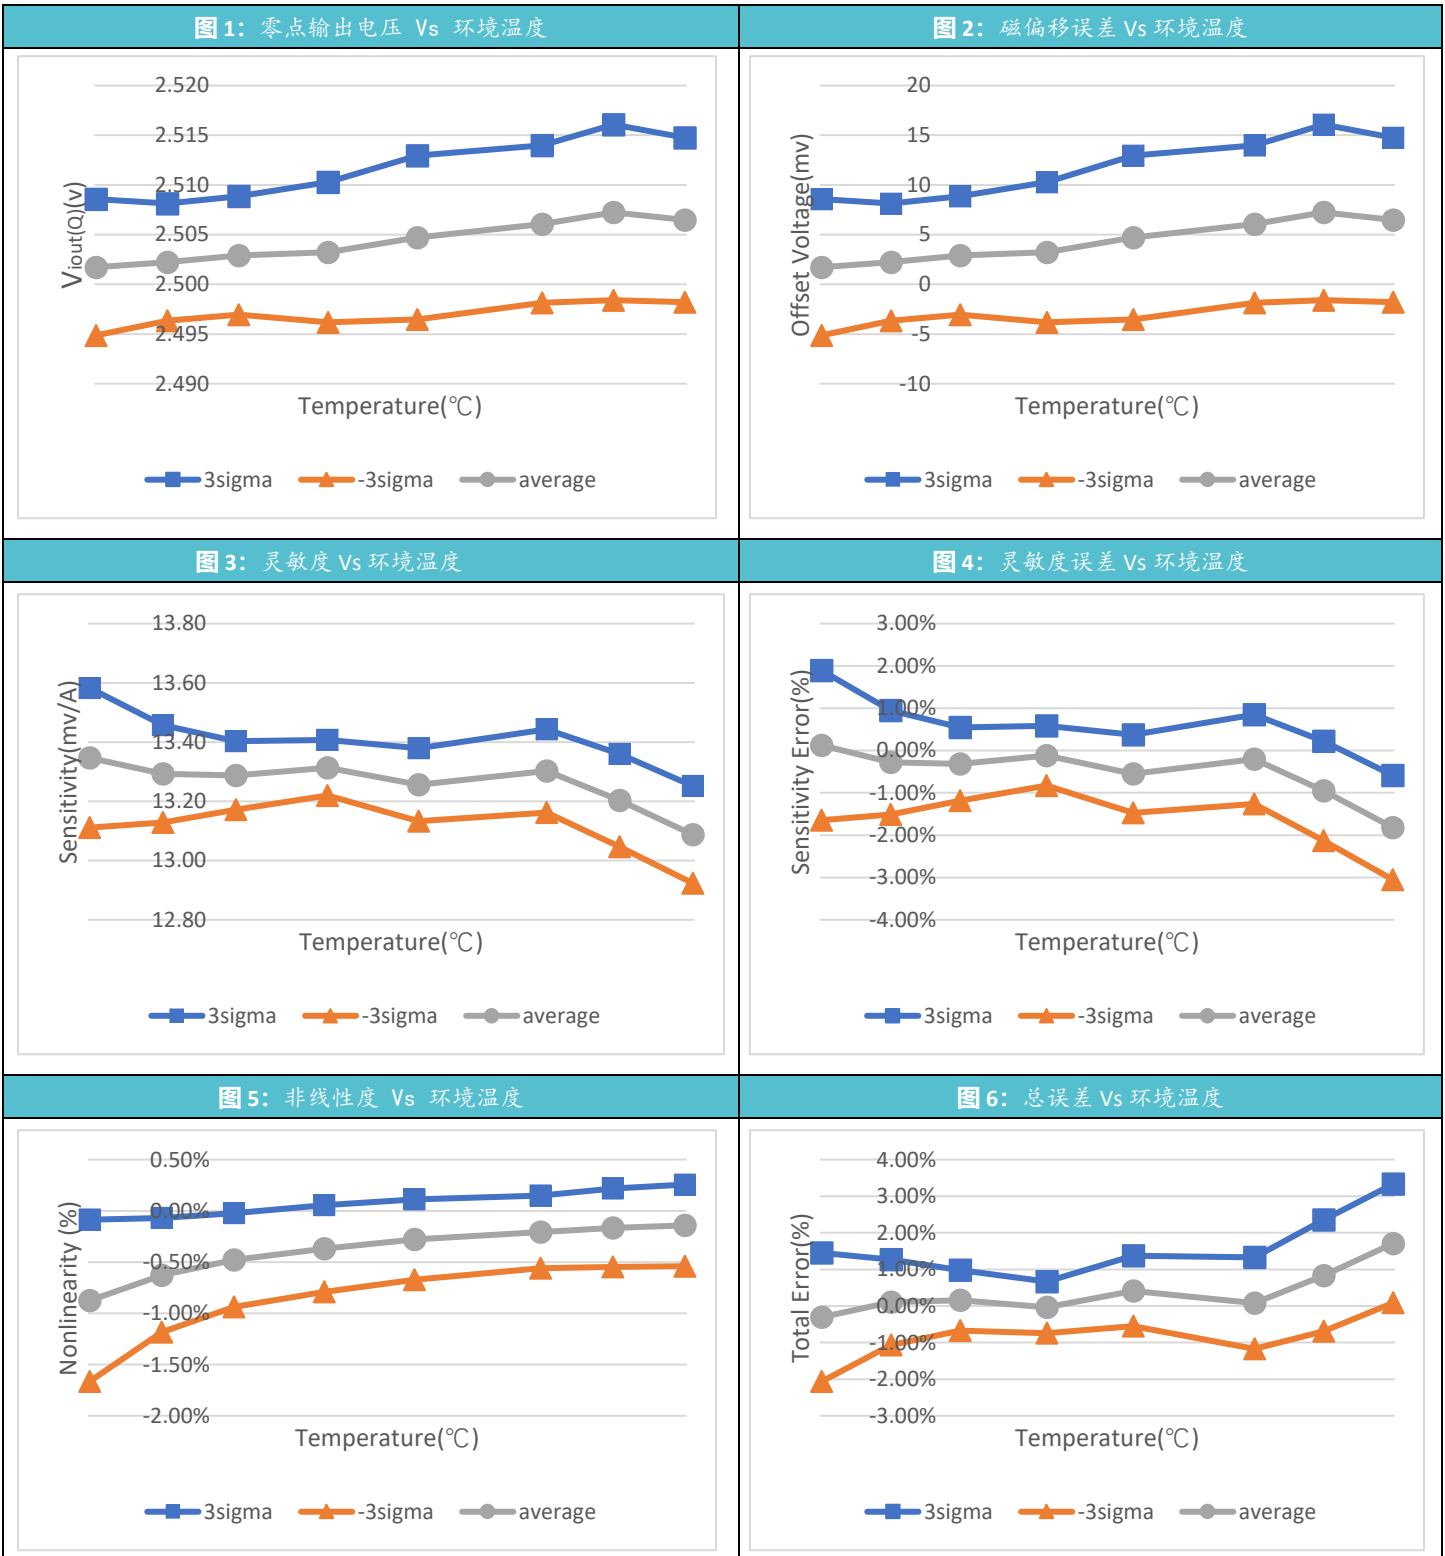 图 1：零点输出电压 Vs 环境温度
2.520
2.515
2.510
2.505
2.500
2.495
2.490
Viout(Q)(v)
Temperature(℃)
3sigma -3sigma average
图 2：磁偏移误差 Vs 环境温度
20
15
10
5
0
-5
-10
Offset Voltage(mv)
Temperature(℃)
3sigma -3sigma average
图 3：灵敏度 Vs 环境温度
13.80
13.60
13.40
13.20
13.00
12.80
Sensitivity(mv/A)
Temperature(℃)
3sigma -3sigma average
图 4：灵敏度误差 Vs 环境温度
3.00%
2.00%
1.00%
0.00%
-1.00%
-2.00%
-3.00%
-4.00%
Sensitivity Error(%)
Temperature(℃)
3sigma -3sigma average
图 5：非线性度 Vs 环境温度
0.50%
0.00%
-0.50%
-1.00%
-1.50%
-2.00%
Nonlinearity (%)
Temperature(℃)
3sigma -3sigma average
图 6：总误差 Vs 环境温度
4.00%
3.00%
2.00%
1.00%
0.00%
-1.00%
-2.00%
-3.00%
Total Error(%)
Temperature(℃)
3sigma -3sigma average